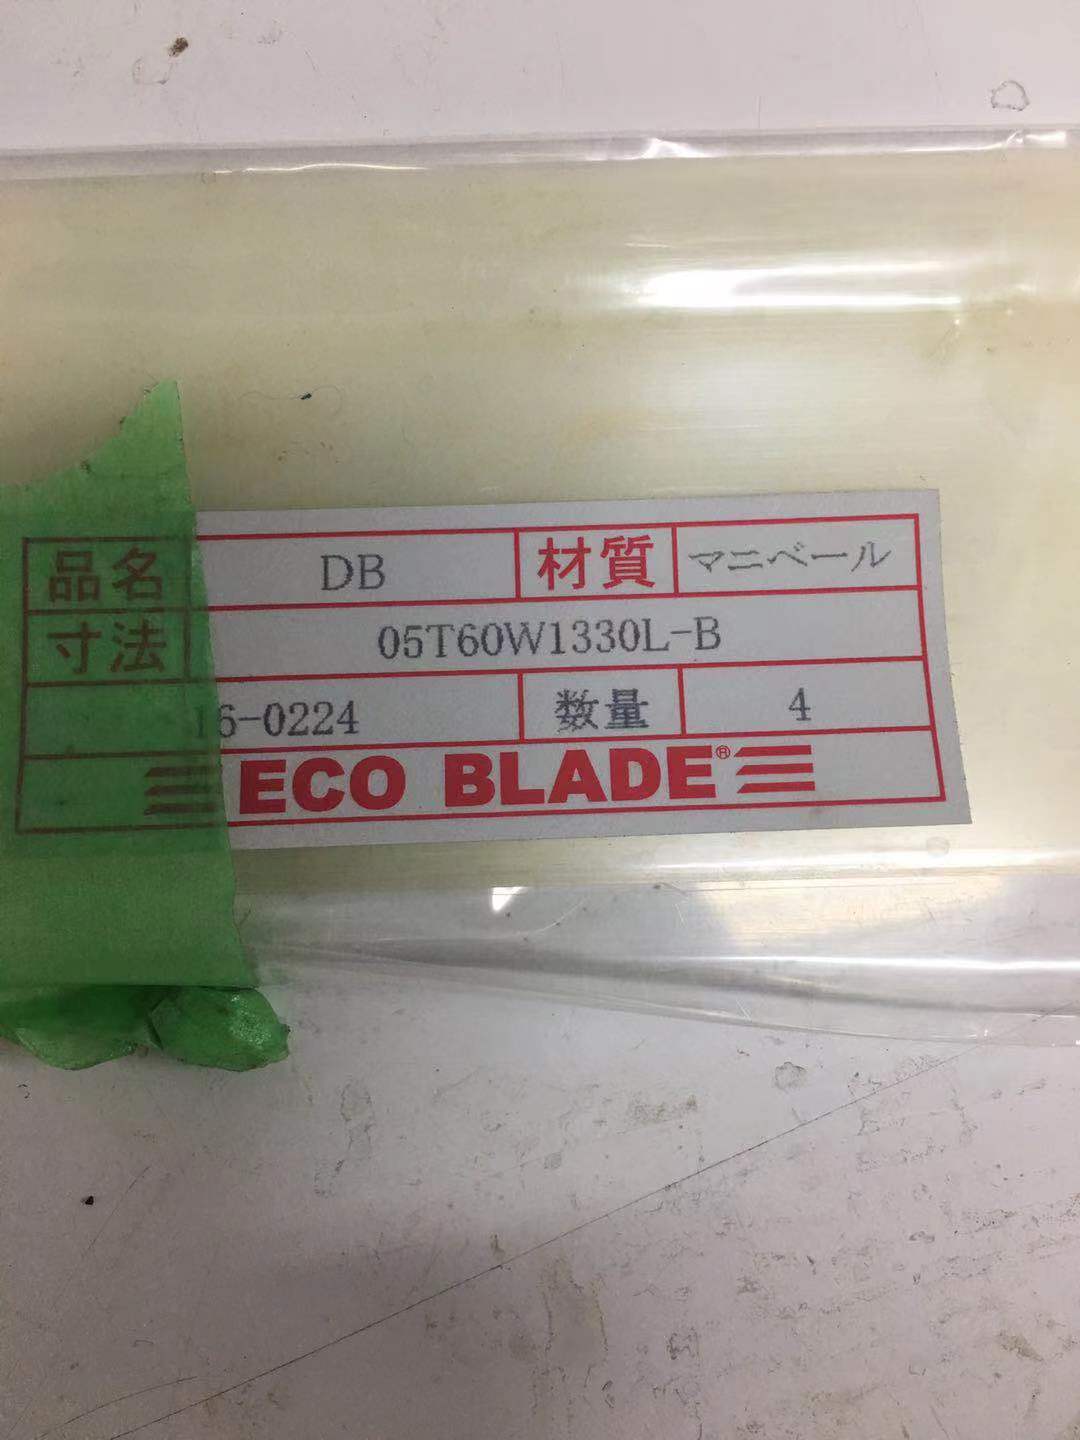 品名 DB 材質 マニベール
寸法 05T60W1330L-B
16-0224 数量 4
ECO BLADE®